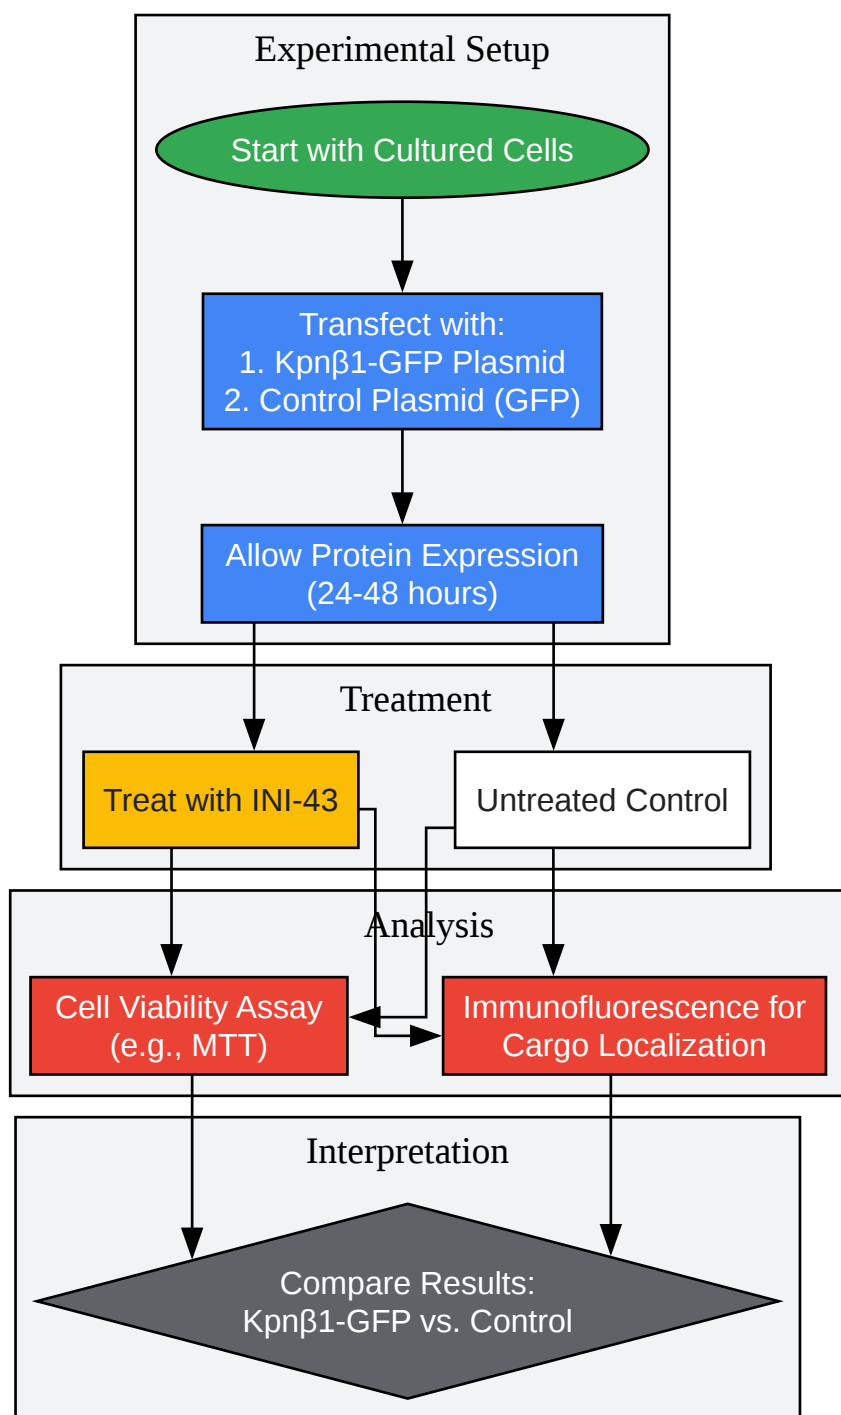 Experimental Setup
Start with Cultured Cells
Transfect with:
1. Kpnβ1-GFP Plasmid
2. Control Plasmid (GFP)
Allow Protein Expression
(24-48 hours)
Treatment
Treat with INI-43
Untreated Control
Analysis
Cell Viability Assay
(e.g., MTT)
Immunofluorescence for
Cargo Localization
Interpretation
Compare Results:
Kpnβ1-GFP vs. Control